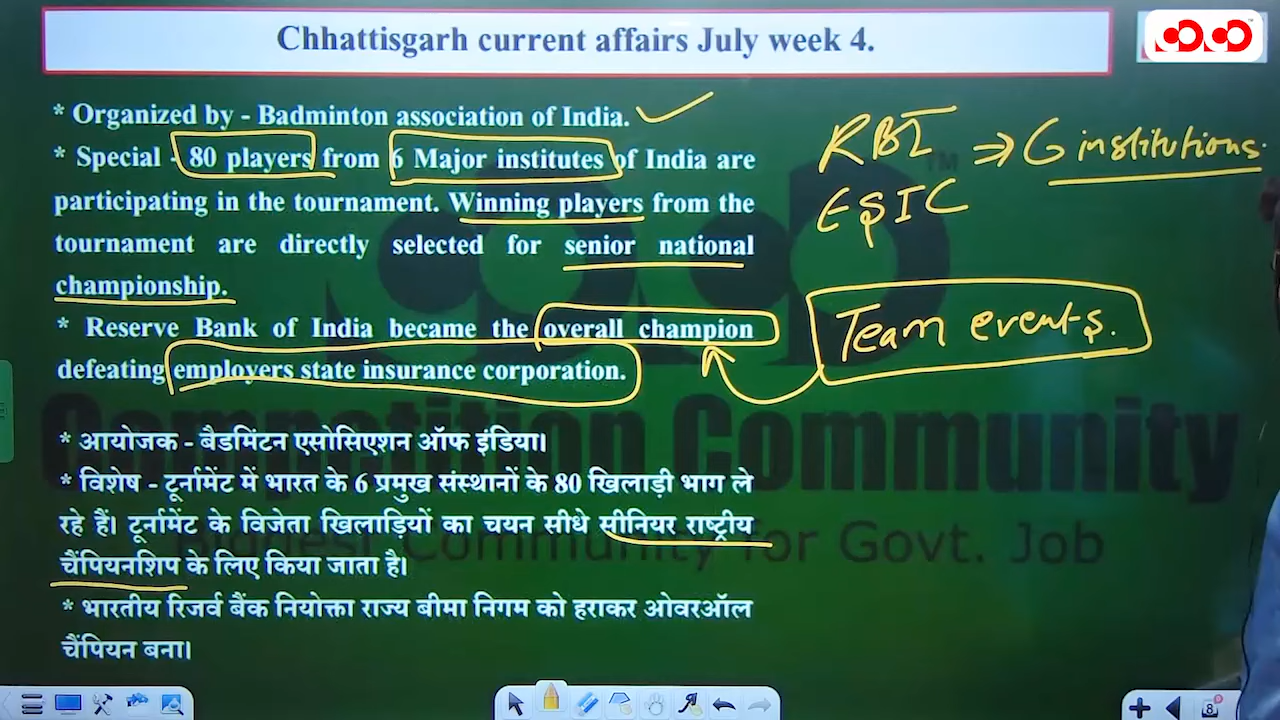 Chhattisgarh current affairs July week 4.
* Organized by - Badminton association of India.
* Special - 80 players from 6 Major institutes of India are
participating in the tournament. Winning players from the
tournament are directly selected for senior national
championship.
* Reserve Bank of India became the overall champion
defeating employers state insurance corporation.
RBI ⇒ 6 institutions.
ESIC
Team events.
* आयोजक - बैडमिंटन एसोसिएशन ऑफ इंडिया।
* विशेष - टूर्नामेंट में भारत के 6 प्रमुख संस्थानों के 80 खिलाड़ी भाग ले
रहे हैं। टूर्नामेंट के विजेता खिलाड़ियों का चयन सीधे सीनियर राष्ट्रीय
चैंपियनशिप के लिए किया जाता है।
* भारतीय रिजर्व बैंक नियोक्ता राज्य बीमा निगम को हराकर ओवरऑल
चैंपियन बना।
Competition Community
Biggest Community for Govt. Job
TM
8